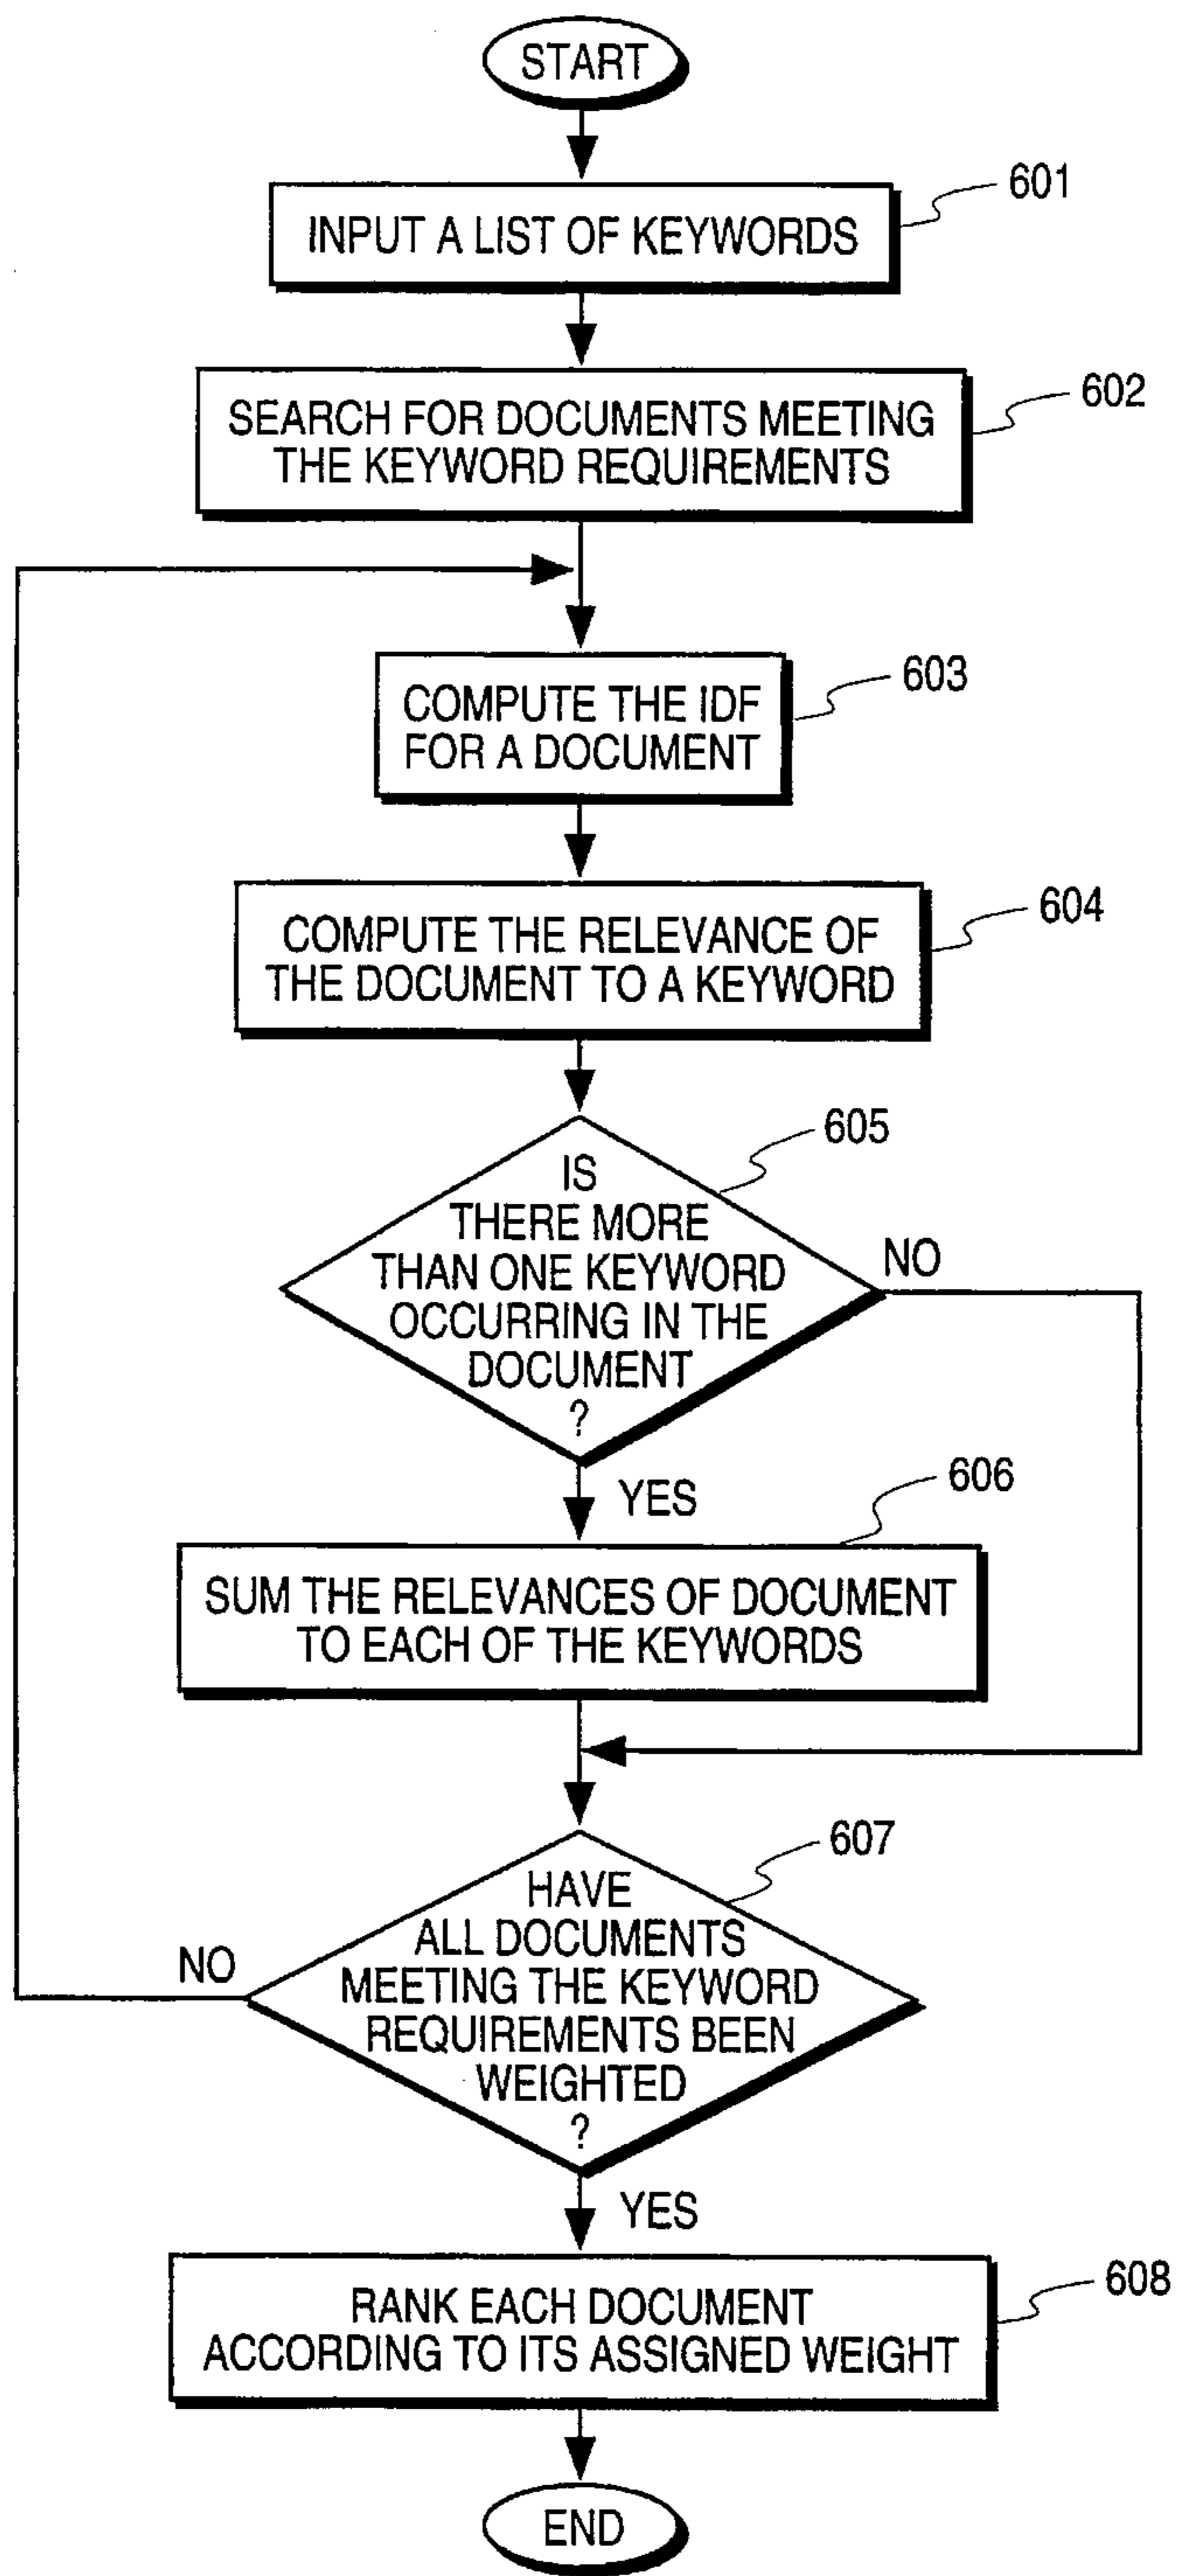 START
601
INPUT A LIST OF KEYWORDS
602
SEARCH FOR DOCUMENTS MEETING
THE KEYWORD REQUIREMENTS
603
COMPUTE THE IDF
FOR A DOCUMENT
604
COMPUTE THE RELEVANCE OF
THE DOCUMENT TO A KEYWORD
605
IS
THERE MORE
THAN ONE KEYWORD
OCCURRING IN THE
DOCUMENT
?
NO
YES
606
SUM THE RELEVANCES OF DOCUMENT
TO EACH OF THE KEYWORDS
607
HAVE
ALL DOCUMENTS
MEETING THE KEYWORD
REQUIREMENTS BEEN
WEIGHTED
?
NO
YES
608
RANK EACH DOCUMENT
ACCORDING TO ITS ASSIGNED WEIGHT
END